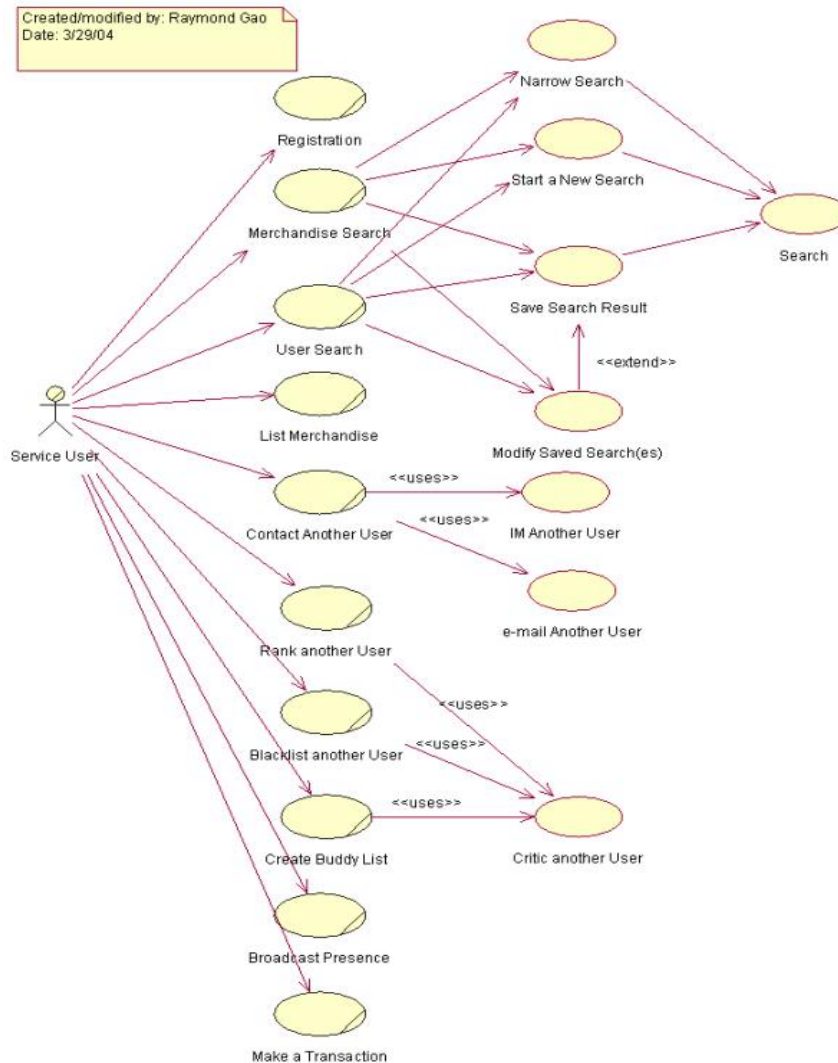 Created/modified by: Raymond Gao
Date: 3/29/04
Narrow Search
Registration
Start a New Search
Merchandise Search
Search
Save Search Result
User Search
<<extend>>
List Merchandise
Modify Saved Search(es)
Service User
<<uses>>
Contact Another User
IM Another User
<<uses>>
e-mail Another User
Rank another User
<<uses>>
Blacklist another User
<<uses>>
<<uses>>
Create Buddy List
Critic another User
Broadcast Presence
Make a Transaction